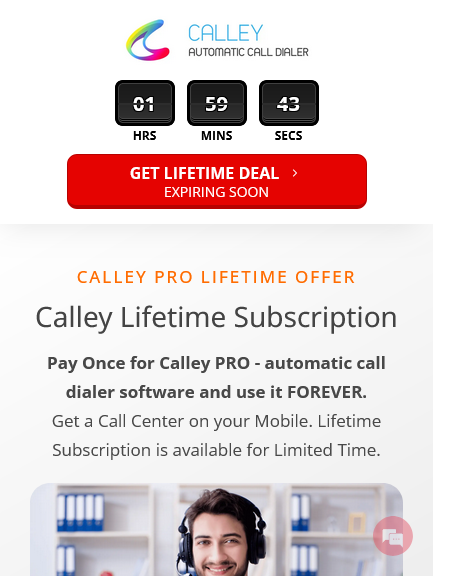 CALLEY
AUTOMATIC CALL DIALER
01 59 43
HRS MINS SECS
GET LIFETIME DEAL
EXPIRING SOON
CALLEY PRO LIFETIME OFFER
Calley Lifetime Subscription
Pay Once for Calley PRO - automatic call
dialer software and use it FOREVER.
Get a Call Center on your Mobile. Lifetime
Subscription is available for Limited Time.